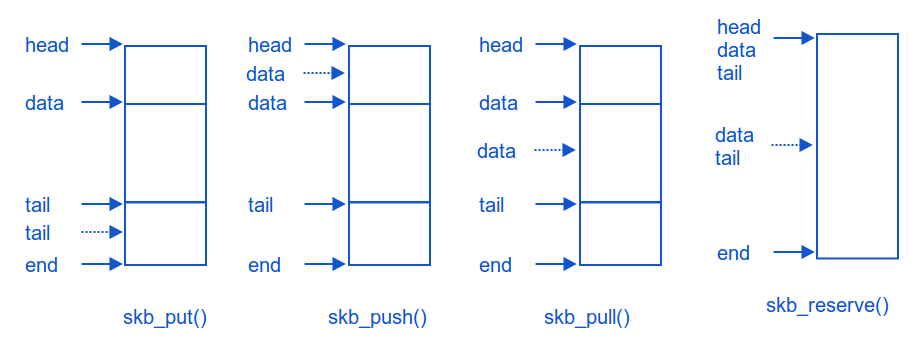 head
data
tail
tail
end
skb_put()
head
data
data
tail
end
skb_push()
head
data
data
tail
end
skb_pull()
head
data
tail
data
tail
end
skb_reserve()